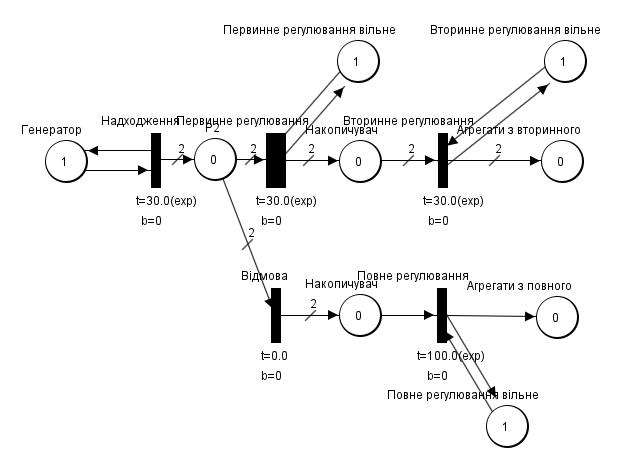 Первинне регулювання вільне
Вторинне регулювання вільне
1
1
Генератор
Надходження
Первинне регулювання
P2
Накопичувач
Вторинне регулювання
Агрегати з вторинного
1
2
0
2
2
0
2
2
0
t=30.0(exp)
b=0
t=30.0(exp)
b=0
t=30.0(exp)
b=0
2
Відмова
Накопичувач
Повне регулювання
Агрегати з повного
2
0
0
t=0.0
b=0
t=100.0(exp)
b=0
Повне регулювання вільне
1